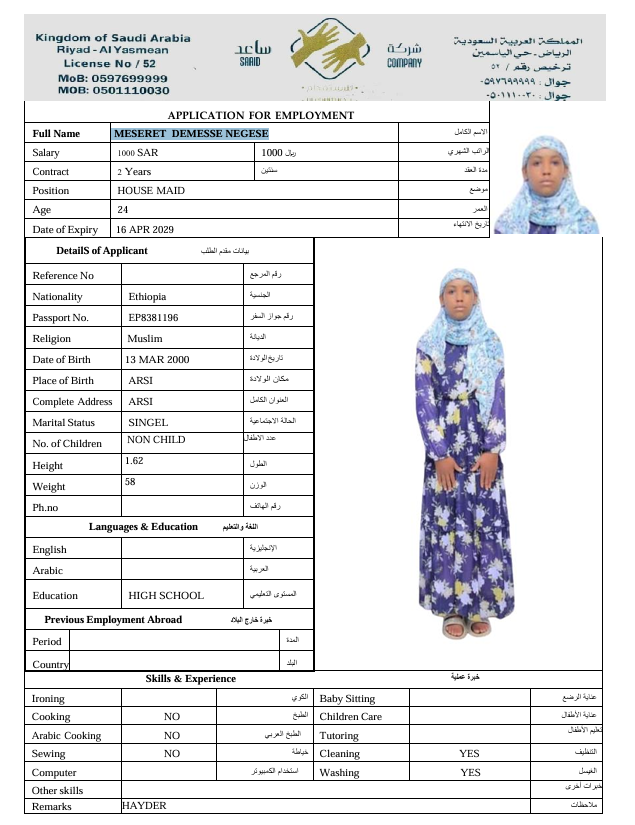 Kingdom of Saudi Arabia
Riyad - Al Yasmean
License No / 52
MoB: 0597699999
MOB: 0501110030
ساعد
SAAID
شركة
COMPANY
المملكة العربية السعودية
الرياض - حي الياسمين
ترخيص رقم / ٥٢
جوال : ٠٥٩٧٦٩٩٩٩٩
جوال : ٠٥٠١١١٠٠٣٠
APPLICATION FOR EMPLOYMENT
Full Name MESERET DEMESSE NEGESE الاسم الكامل
Salary 1000 SAR 1000 ريال الراتب الشهري
Contract 2 Years سنتين مدة العقد
Position HOUSE MAID موضع
Age 24 العمر
Date of Expiry 16 APR 2029 تاريخ الانتهاء
DetailS of Applicant بيانات مقدم الطلب
Reference No رقم المرجع
Nationality Ethiopia الجنسية
Passport No. EP8381196 رقم جواز السفر
Religion Muslim الديانة
Date of Birth 13 MAR 2000 تاريخ الولادة
Place of Birth ARSI مكان الولادة
Complete Address ARSI العنوان الكامل
Marital Status SINGEL الحالة الاجتماعية
No. of Children NON CHILD عدد الاطفال
Height 1.62 الطول
Weight 58 الوزن
Ph.no رقم الهاتف
Languages & Education اللغة والتعليم
English الإنجليزية
Arabic العربية
Education HIGH SCHOOL المستوى التعليمي
Previous Employment Abroad خبرة خارج البلاد
Period المدة
Country البلد
Skills & Experience خبرة عملية
Ironing الكوي Baby Sitting عناية الرضع
Cooking NO الطبخ Children Care عناية الأطفال
Arabic Cooking NO الطبخ العربي Tutoring تعليم الأطفال
Sewing NO خياطة Cleaning YES التنظيف
Computer استخدام الكمبيوتر Washing YES الغسيل
Other skills خبرات أخرى
Remarks HAYDER ملاحظات